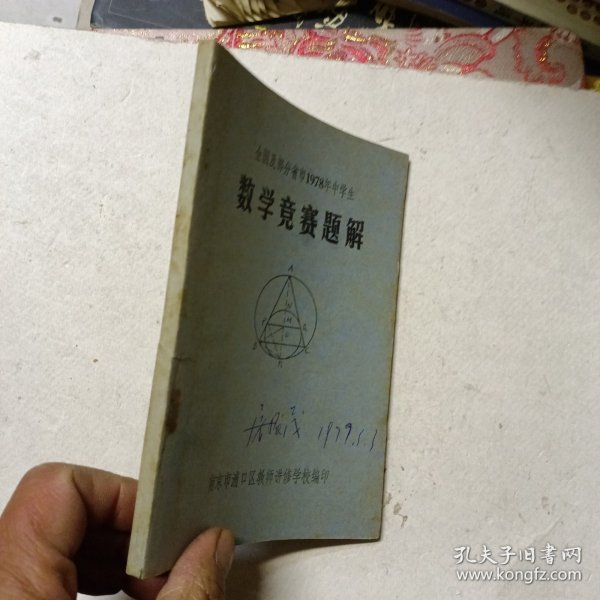 全国及部分省市1978年中学生
数学竞赛题解
A
P
Q
B
C
1979.5.3
南京市浦口区教师进修学校编印
孔夫子旧书网
www.kongfz.com